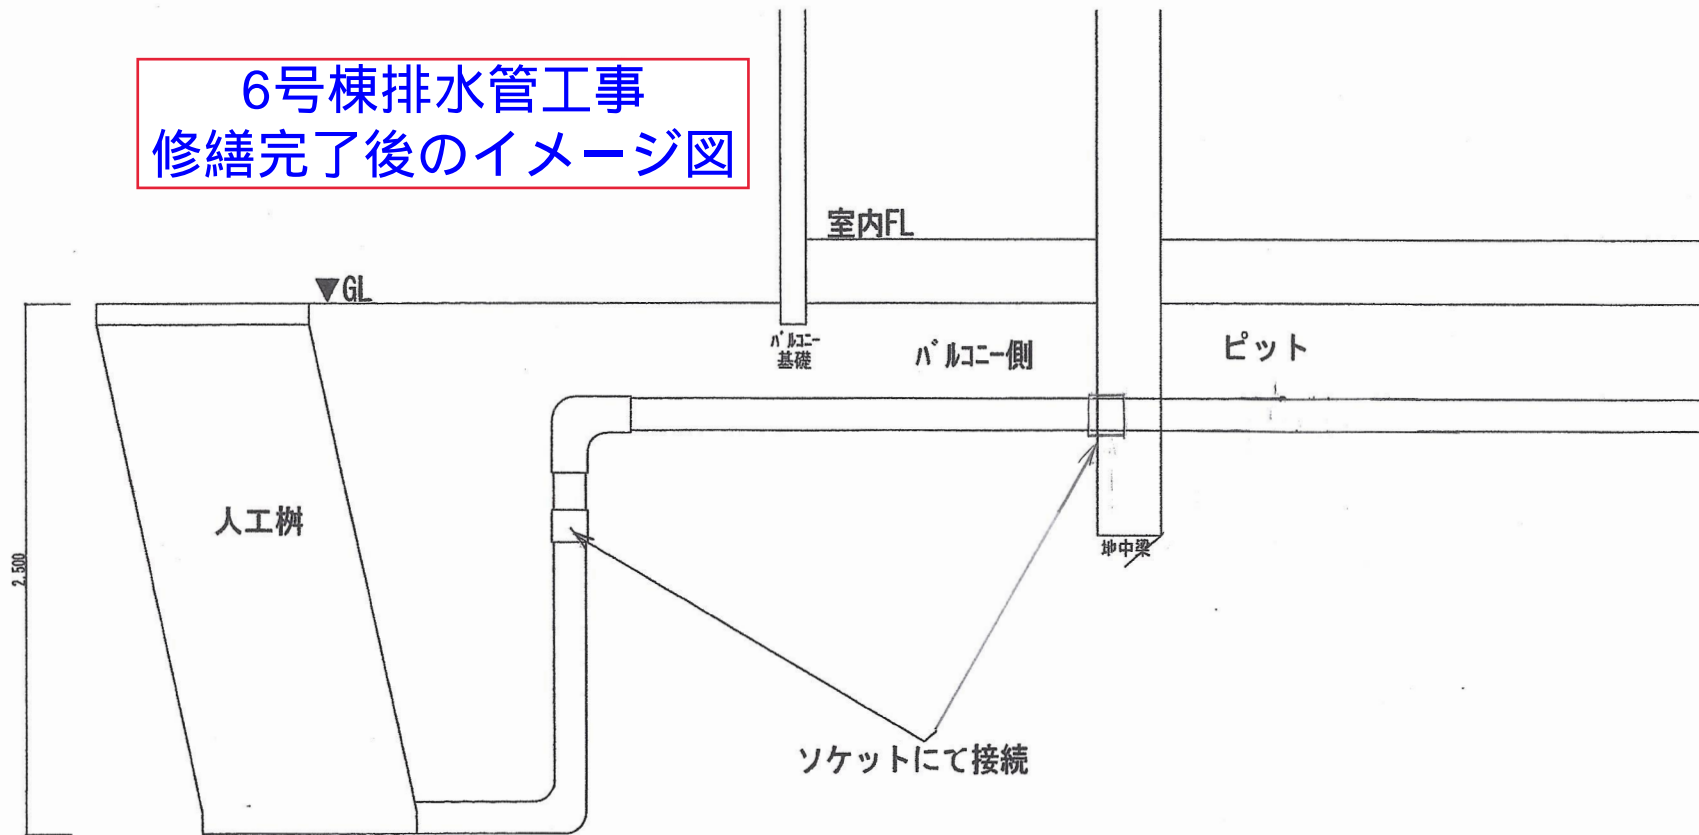 6号棟排水管工事
修繕完了後のイメージ図
室内FL
▼GL
バルコニー
基礎
バルコニー側
ピット
人工桝
2.500
地中梁
ソケットにて接続